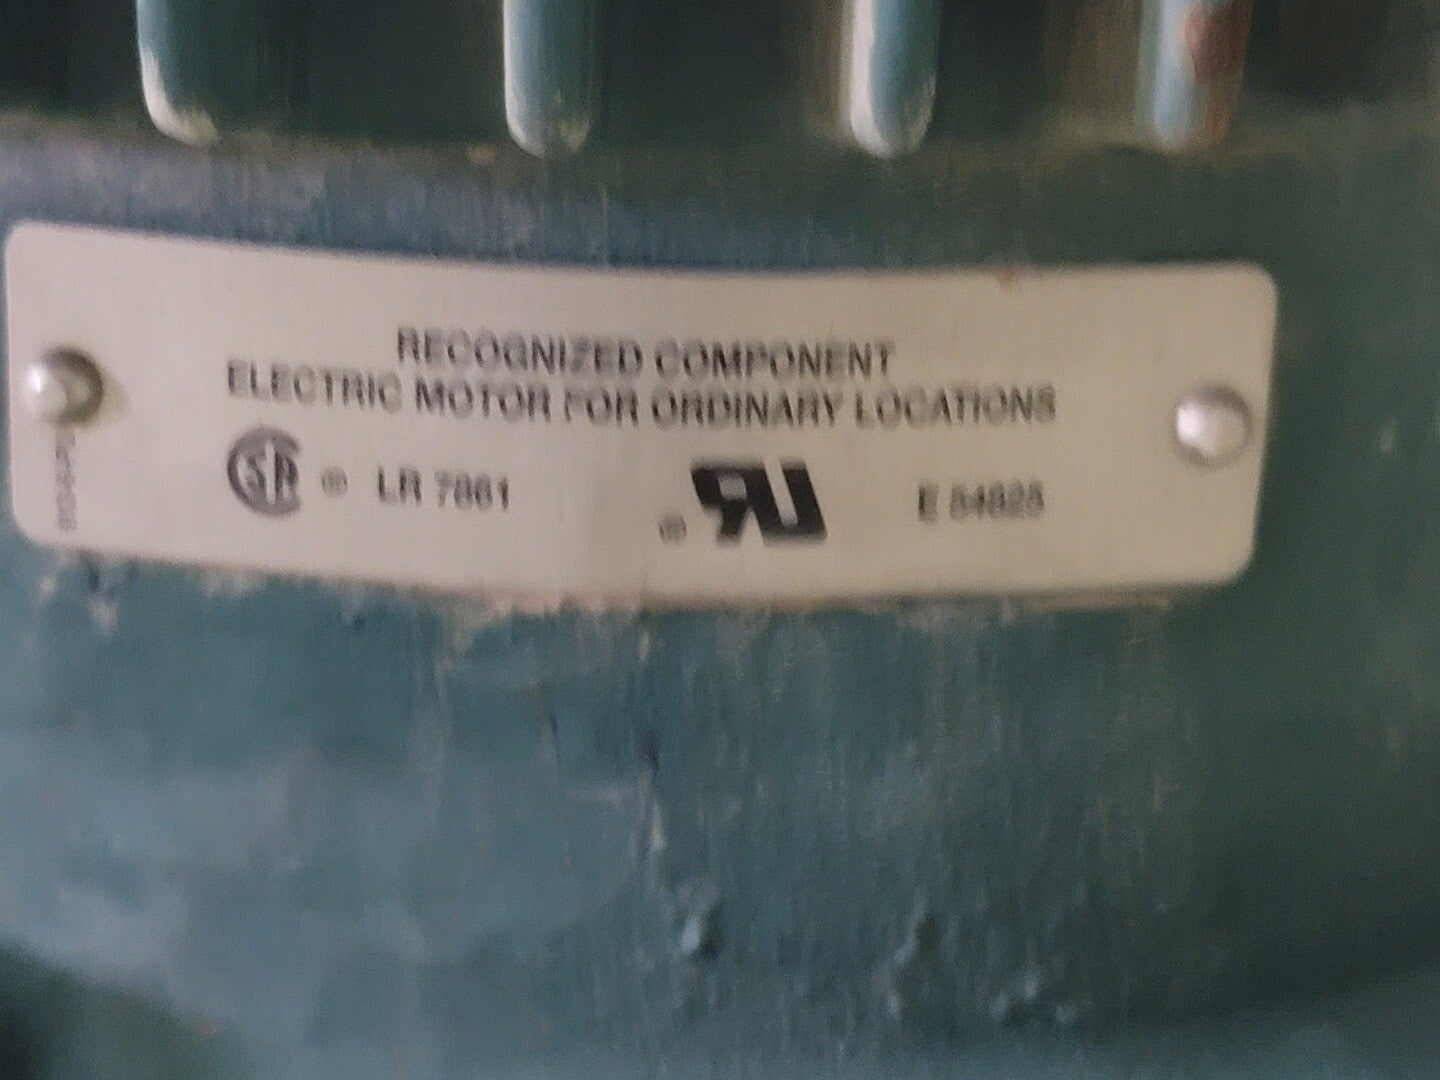 RECOGNIZED COMPONENT
ELECTRIC MOTOR FOR ORDINARY LOCATIONS
® LR 7861 ® E 54825